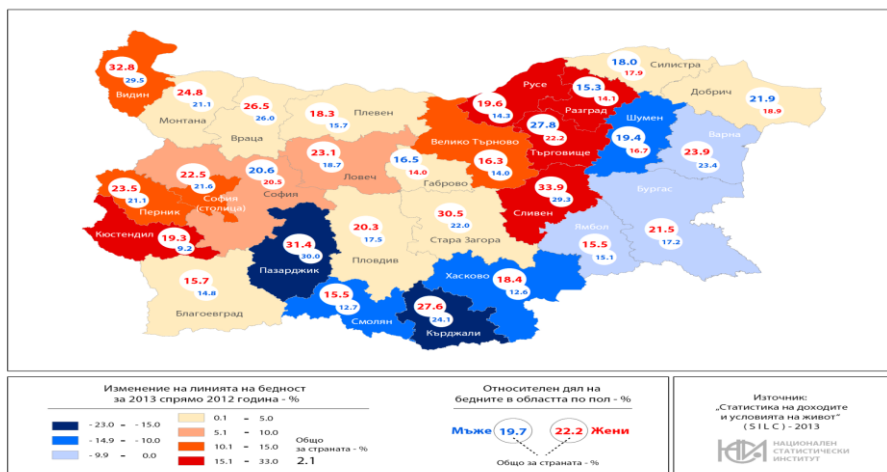 32.8
29.5
Видин
24.8
21.1
Монтана
26.5
26.0
Враца
18.3
15.7
Плевен
19.6
14.3
Русе
15.3
14.1
Разград
18.0
17.9
Силистра
21.9
18.9
Добрич
19.4
16.7
Шумен
23.9
23.4
Варна
27.8
22.2
Търговище
Велико Търново
16.3
14.0
16.5
14.0
Габрово
23.1
18.7
Ловеч
20.6
20.5
София
22.5
21.6
София
(столица)
23.5
21.1
Перник
Кюстендил
19.3
9.2
15.7
14.8
Благоевград
31.4
30.0
Пазарджик
20.3
17.5
Пловдив
30.5
22.0
Стара Загора
33.9
29.3
Сливен
Бургас
21.5
17.2
Ямбол
15.5
15.1
Хасково
18.4
12.6
27.6
24.1
Кърджали
15.5
12.7
Смолян
Изменение на линията на бедност
за 2013 спрямо 2012 година - %
- 23.0 – - 15.0
- 14.9 – - 10.0
- 9.9 – 0.0
0.1 – 5.0
5.1 – 10.0
10.1 – 15.0
15.1 – 33.0
Общо
за страната - %
2.1
Относителен дял на
бедните в областта по пол - %
Мъже 19.7 22.2 Жени
Общо за страната - %
Източник:
„Статистика на доходите
и условията на живот“
( S I L C ) - 2013
НСИ НАЦИОНАЛЕН
СТАТИСТИЧЕСКИ
ИНСТИТУТ